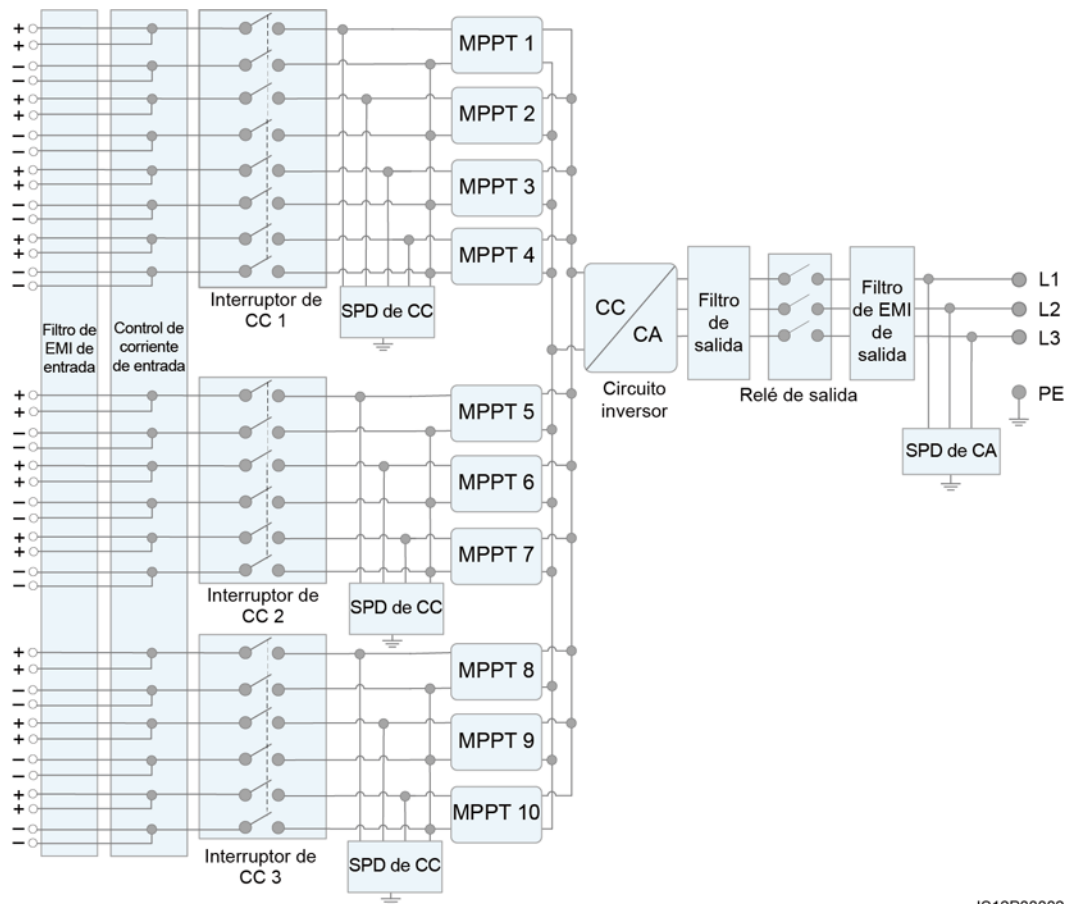 +
+
−
−
+
+
−
−
+
+
−
−
+
+
−
−
Filtro de
EMI de
entrada
Control de
corriente
de entrada
Interruptor de
CC 1
SPD de CC
MPPT 1
MPPT 2
MPPT 3
MPPT 4
+
+
−
−
+
+
−
−
+
+
−
−
Interruptor de
CC 2
SPD de CC
MPPT 5
MPPT 6
MPPT 7
+
+
−
−
+
+
−
−
+
+
−
−
Interruptor de
CC 3
SPD de CC
MPPT 8
MPPT 9
MPPT 10
CC
CA
Circuito
inversor
Filtro
de
salida
Relé de salida
Filtro
de EMI
de
salida
L1
L2
L3
PE
SPD de CA